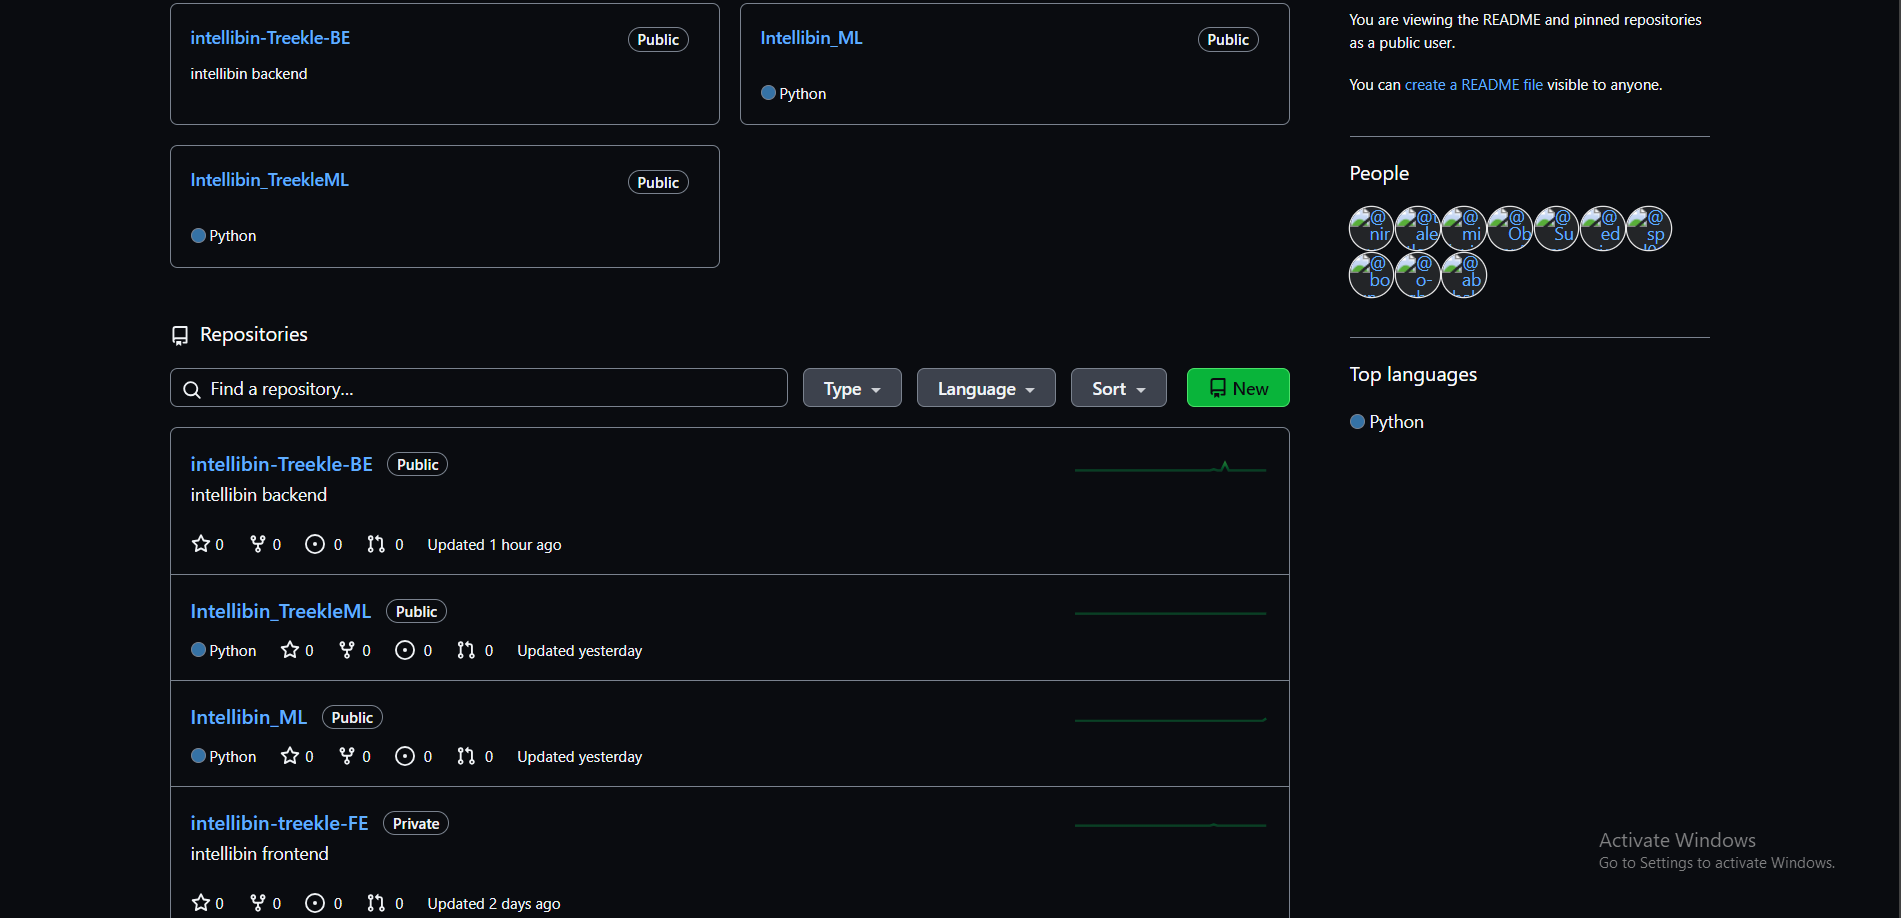 intellibin-Treekle-BE
Public
intellibin backend
Intellibin_ML
Public
Python
Intellibin_TreekleML
Public
Python
Repositories
Find a repository...
Type
Language
Sort
New
intellibin-Treekle-BE Public
intellibin backend
0 0 0 0 Updated 1 hour ago
Intellibin_TreekleML Public
Python 0 0 0 0 Updated yesterday
Intellibin_ML Public
Python 0 0 0 0 Updated yesterday
intellibin-treekle-FE Private
intellibin frontend
0 0 0 0 Updated 2 days ago
You are viewing the README and pinned repositories
as a public user.
You can create a README file visible to anyone.
People
@
nir
@t
ale
@
mi
@
Ob
@
Su
@
ed
@
sp
@
bo
@
o-
@
ab
Top languages
Python
Activate Windows
Go to Settings to activate Windows.